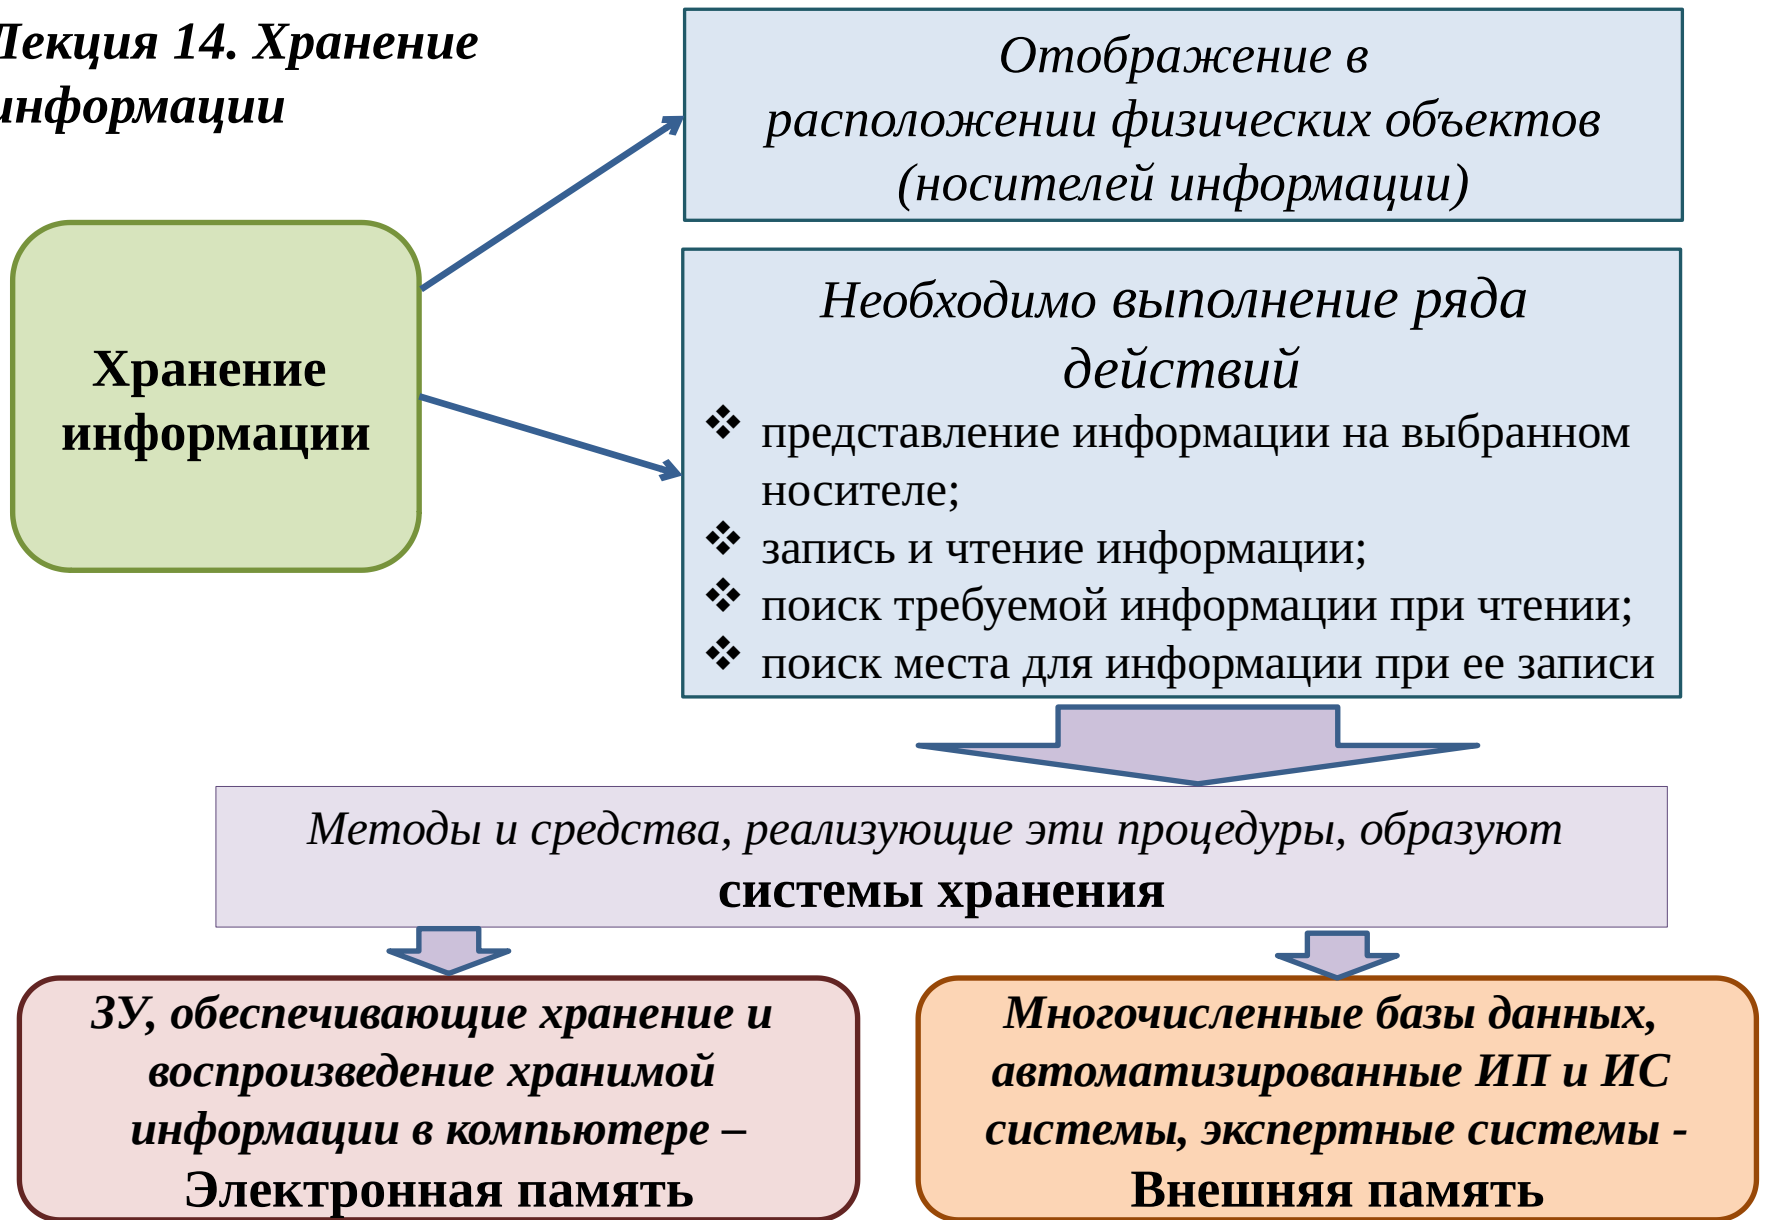 Лекция 14. Хранение
информации
Отображение в
расположении физических объектов
(носителей информации)
Хранение
информации
Необходимо выполнение ряда
действий
❖ представление информации на выбранном
носителе;
❖ запись и чтение информации;
❖ поиск требуемой информации при чтении;
❖ поиск места для информации при ее записи
Методы и средства, реализующие эти процедуры, образуют
системы хранения
ЗУ, обеспечивающие хранение и
воспроизведение хранимой
информации в компьютере –
Электронная память
Многочисленные базы данных,
автоматизированные ИП и ИС
системы, экспертные системы -
Внешняя память